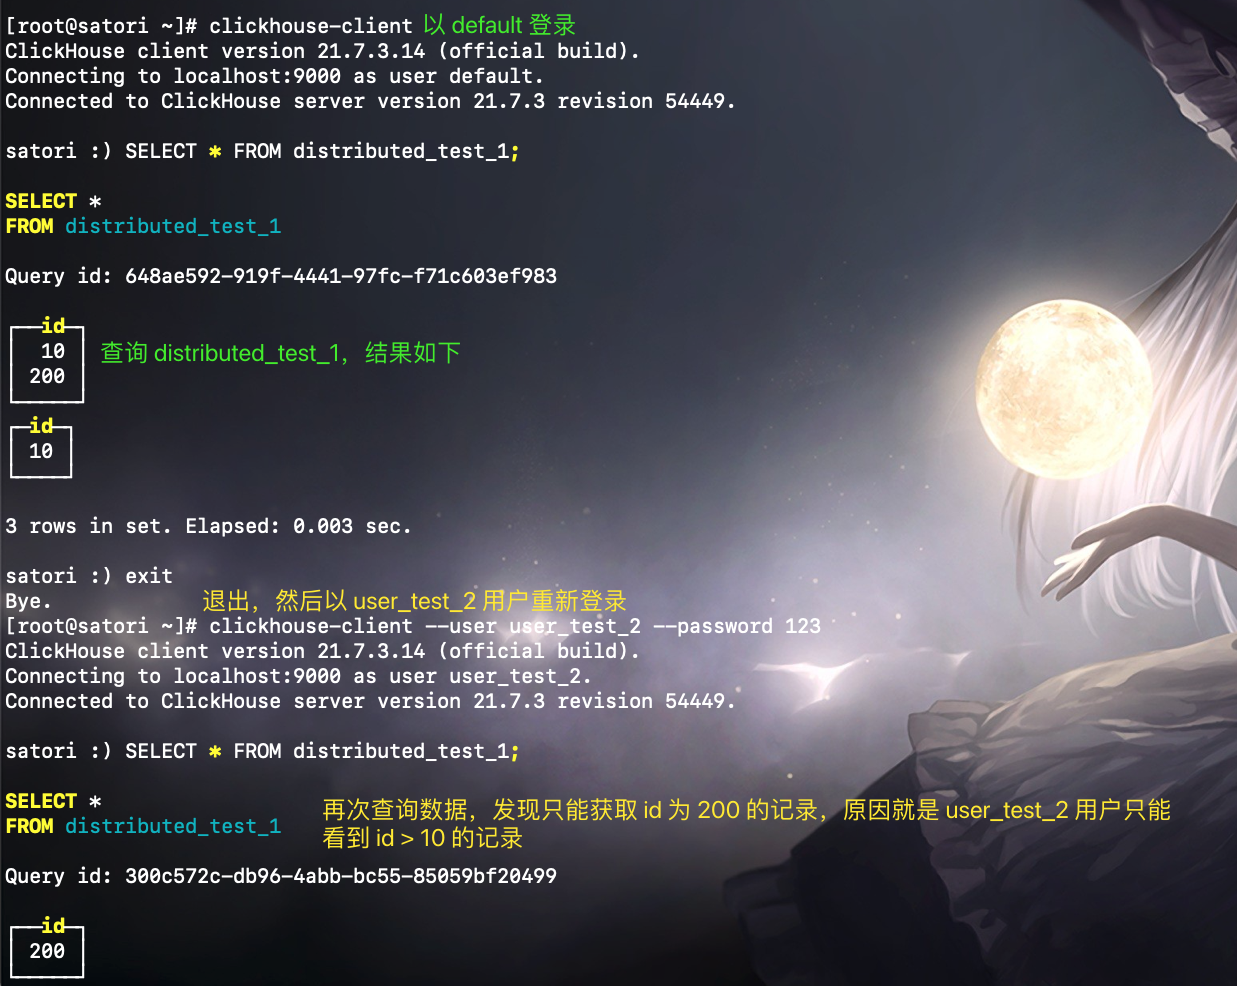 [root@satori ~]# clickhouse-client 以 default 登录
ClickHouse client version 21.7.3.14 (official build).
Connecting to localhost:9000 as user default.
Connected to ClickHouse server version 21.7.3 revision 54449.
satori :) SELECT * FROM distributed_test_1;
SELECT *
FROM distributed_test_1
Query id: 648ae592-919f-4441-97fc-f71c603ef983
id
10
查询 distributed_test_1，结果如下
200
id
10
3 rows in set. Elapsed: 0.003 sec.
satori :) exit
Bye.
退出，然后以 user_test_2 用户重新登录
[root@satori ~]# clickhouse-client --user user_test_2 --password 123
ClickHouse client version 21.7.3.14 (official build).
Connecting to localhost:9000 as user user_test_2.
Connected to ClickHouse server version 21.7.3 revision 54449.
satori :) SELECT * FROM distributed_test_1;
SELECT *
FROM distributed_test_1
再次查询数据，发现只能获取 id 为 200 的记录，原因就是 user_test_2 用户只能
看到 id > 10 的记录
Query id: 300c572c-db96-4abb-bc55-85059bf20499
id
200